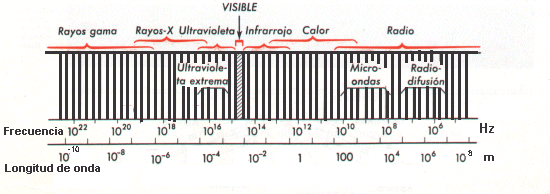 VISIBLE
Rayos gama Rayos-X Ultravioleta Infrarrojo Calor Radio
Ultraviole- Micro- Radio-
ta extrema ondas difusión
Frecuencia 10^22 10^20 10^18 10^16 10^14 10^12 10^10 10^8 10^6 Hz
10^-10 10^-8 10^-6 10^-4 10^-2 1 100 10^4 10^6 10^8 m
Longitud de onda